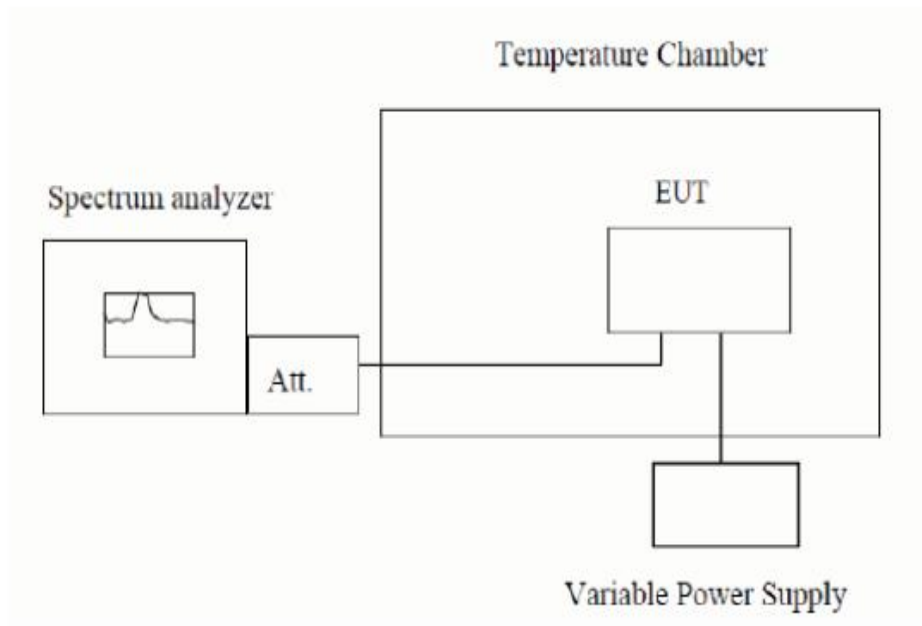 Temperature Chamber
Spectrum analyzer
EUT
Att.
Variable Power Supply